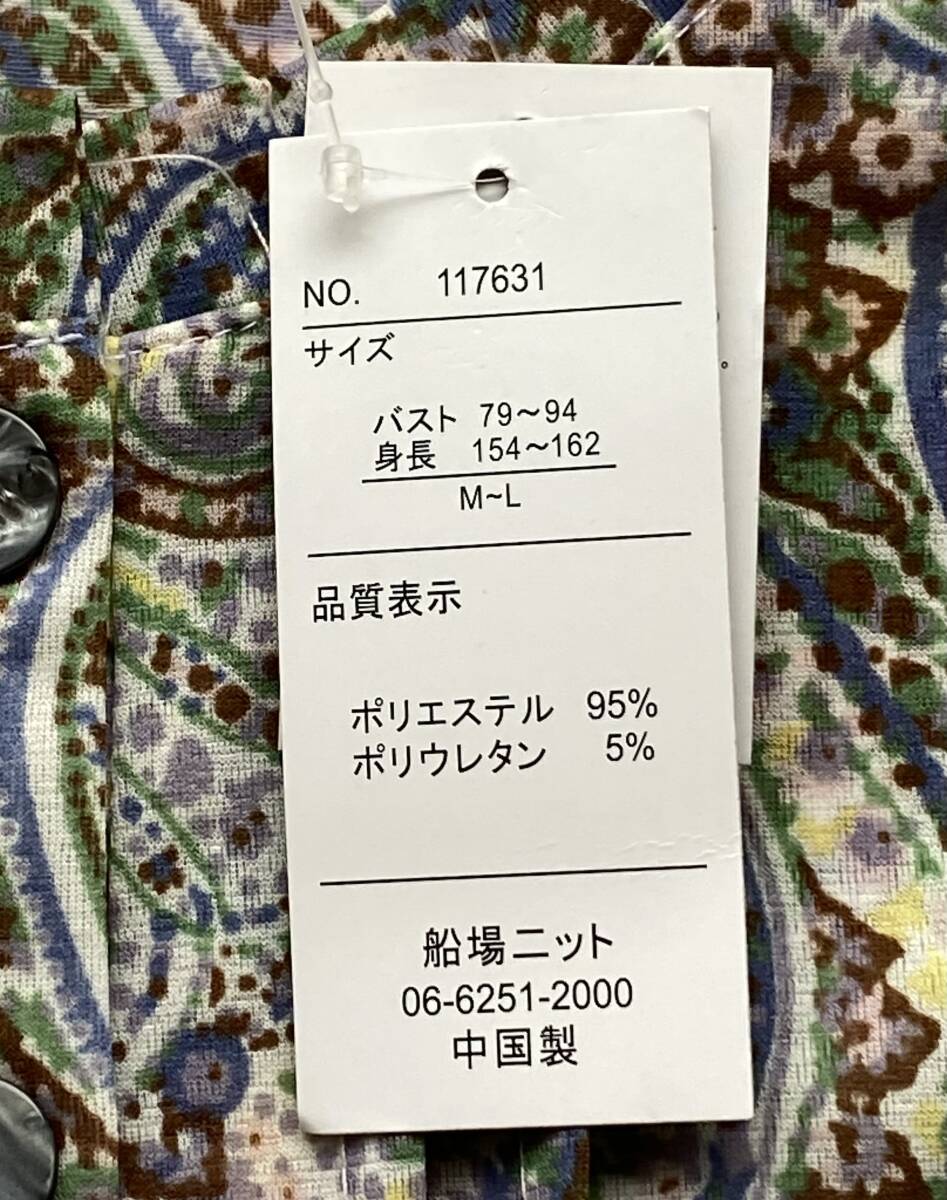 NO. 117631
サイズ
バスト 79～94
身長 154～162
M~L
品質表示
ポリエステル 95%
ポリウレタン 5%
船場ニット
06-6251-2000
中国製